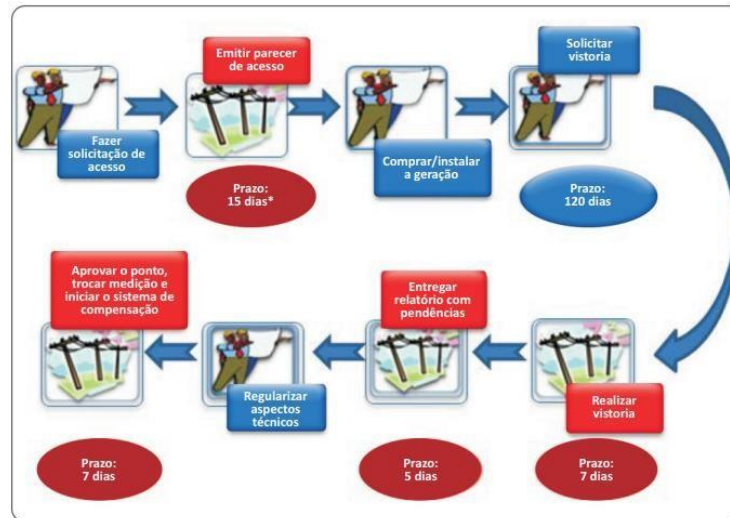 Fazer
solicitação de
acesso
Emitir parecer
de acesso
Prazo:
15 dias*
Comprar/instalar
a geração
Solicitar
vistoria
Prazo:
120 dias
Realizar
vistoria
Prazo:
7 dias
Entregar
relatório com
pendências
Prazo:
5 dias
Regularizar
aspectos
técnicos
Aprovar o ponto,
trocar medição e
iniciar o sistema de
compensação
Prazo:
7 dias